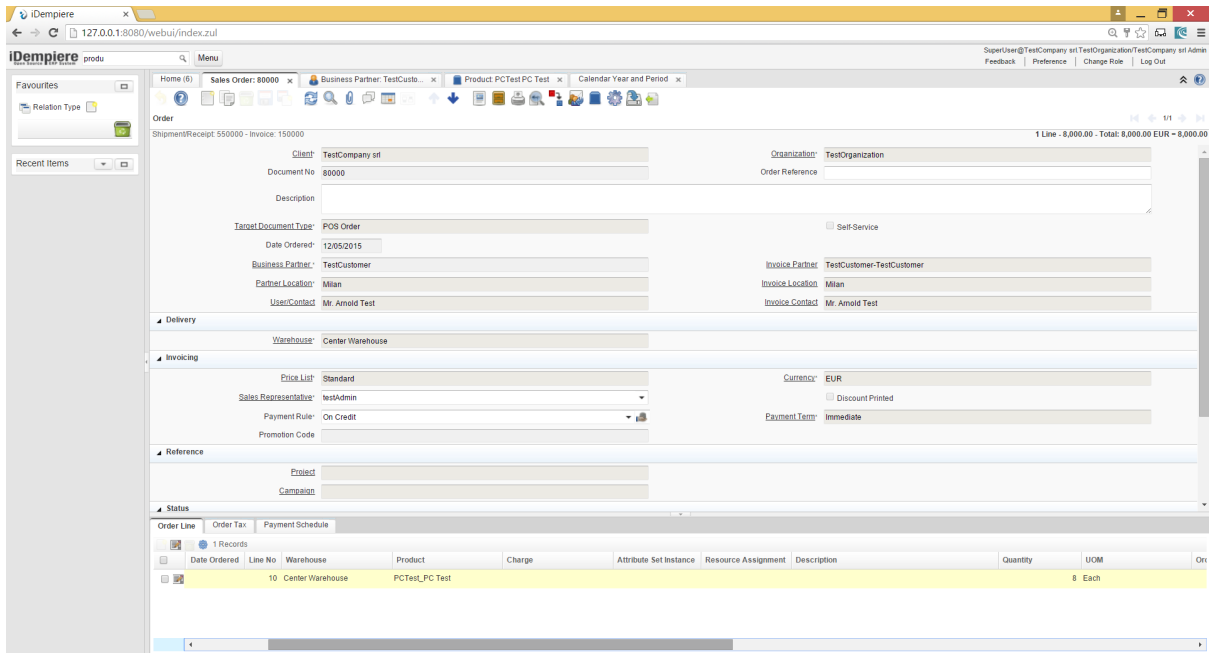 iDempiere
127.0.0.1:8080/webui/index.zul
iDempiere
Open Source ERP System
produ
Menu
SuperUser@TestCompany srl.TestOrganization/TestCompany srl Admin
Feedback | Preference | Change Role | Log Out
Favourites
Relation Type
Recent Items
Home (6)
Sales Order: 80000
Business Partner: TestCusto...
Product: PCTest PC Test
Calendar Year and Period
Order
1/1
Shipment/Receipt: 550000 - Invoice: 150000
1 Line - 8,000.00 - Total: 8,000.00 EUR = 8,000.00
Client* TestCompany srl
Organization* TestOrganization
Document No 80000
Order Reference
Description
Target Document Type* POS Order
Self-Service
Date Ordered* 12/05/2015
Business Partner * TestCustomer
Invoice Partner TestCustomer-TestCustomer
Partner Location* Milan
Invoice Location Milan
User/Contact Mr. Arnold Test
Invoice Contact Mr. Arnold Test
Delivery
Warehouse* Center Warehouse
Invoicing
Price List* Standard
Currency* EUR
Sales Representative* testAdmin
Discount Printed
Payment Rule* On Credit
Payment Term* Immediate
Promotion Code
Reference
Project
Campaign
Status
Order Line
Order Tax
Payment Schedule
1 Records
Date Ordered Line No Warehouse Product Charge Attribute Set Instance Resource Assignment Description Quantity UOM Ord
10 Center Warehouse PCTest_PC Test 8 Each